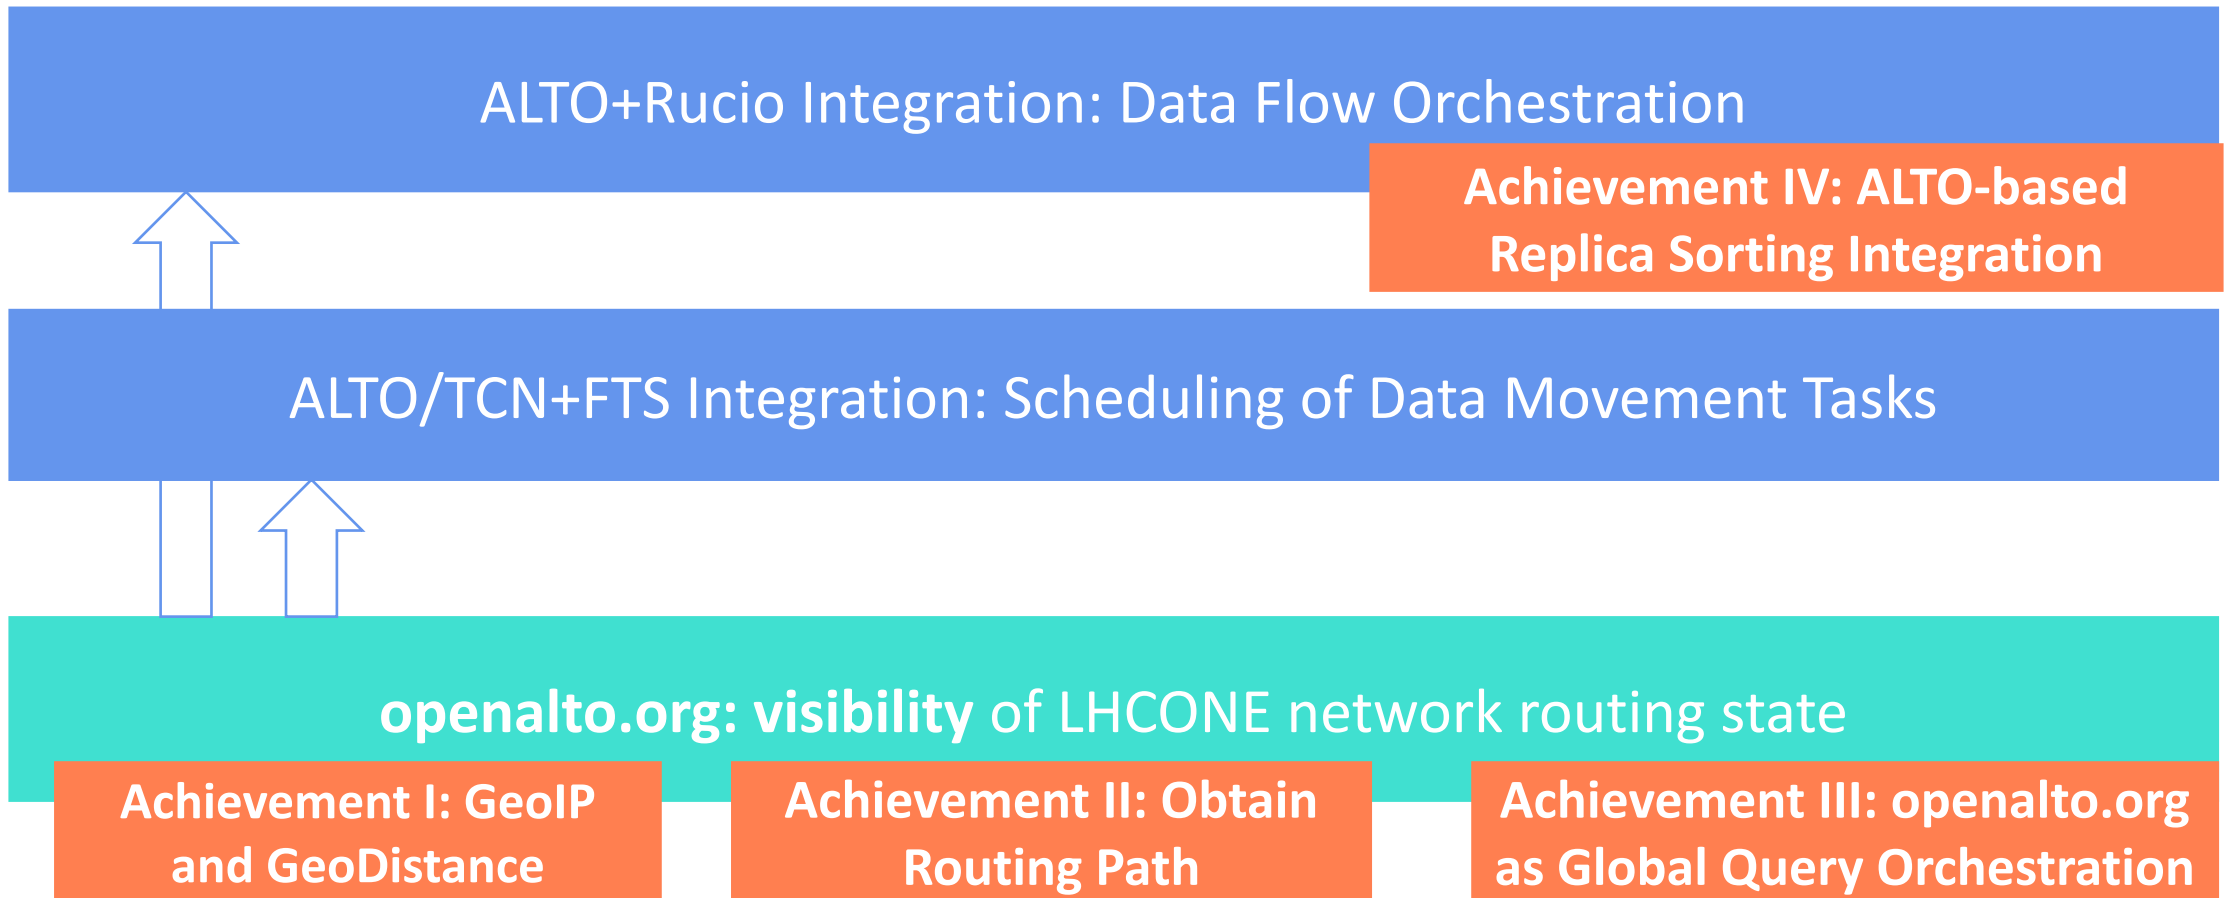 ALTO+Rucio Integration: Data Flow Orchestration
Achievement IV: ALTO-based
Replica Sorting Integration
ALTO/TCN+FTS Integration: Scheduling of Data Movement Tasks
openalto.org: visibility of LHCONE network routing state
Achievement I: GeoIP
and GeoDistance
Achievement II: Obtain
Routing Path
Achievement III: openalto.org
as Global Query Orchestration